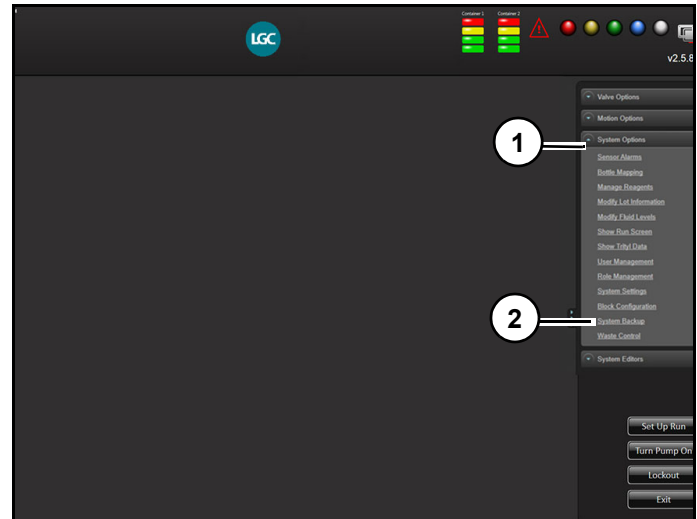 Container 1 Container 2
LGC
v2.5.8
Valve Options
Motion Options
1
System Options
Sensor Alarms
Bottle Mapping
Manage Reagents
Modify Lot Information
Modify Fluid Levels
Show Run Screen
Show Trityl Data
User Management
Role Management
System Settings
Block Configuration
2
System Backup
Waste Control
System Editors
Set Up Run
Turn Pump On
Lockout
Exit